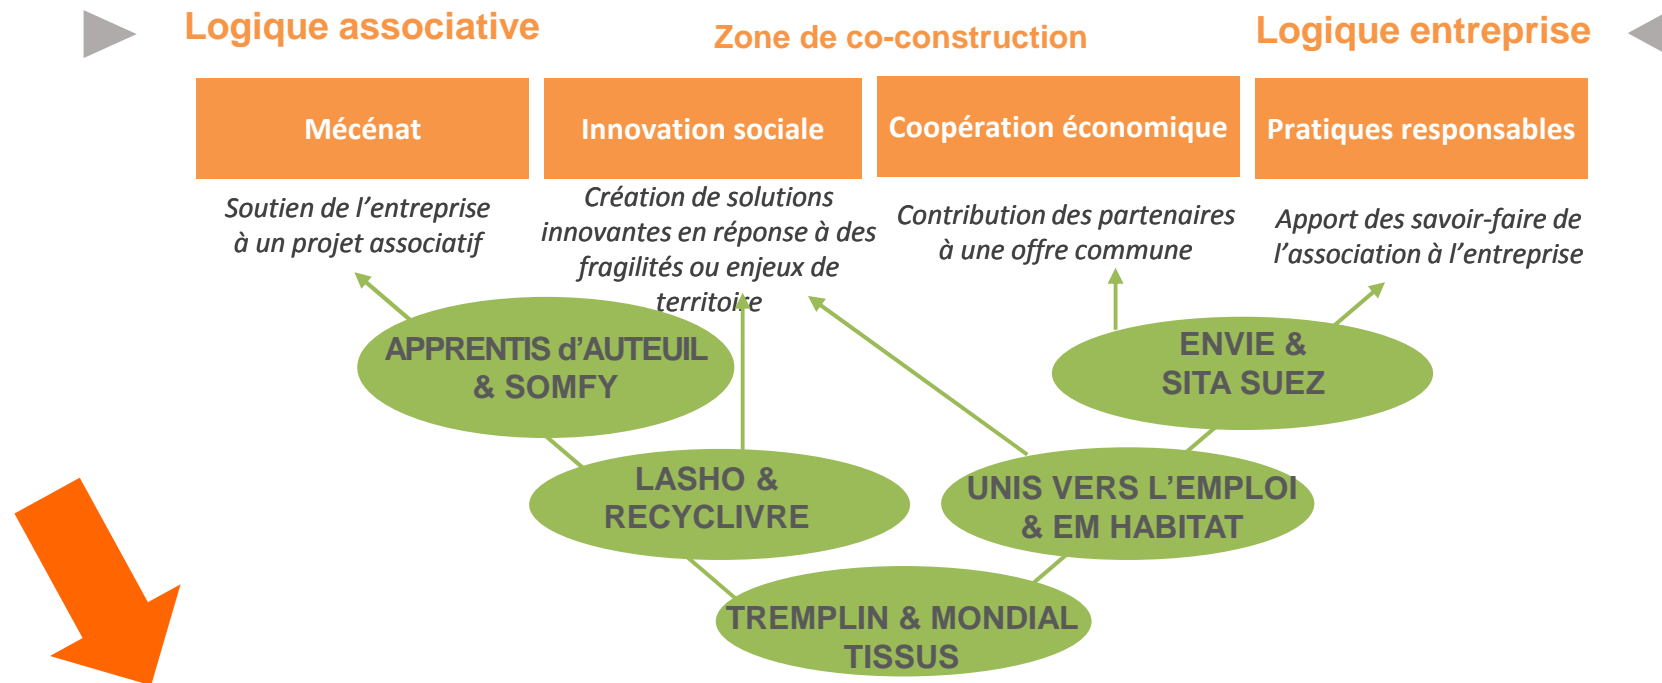 Logique associative
Zone de co-construction
Logique entreprise
Mécénat
Innovation sociale
Coopération économique
Pratiques responsables
Soutien de l’entreprise
à un projet associatif
Création de solutions
innovantes en réponse à des
fragilités ou enjeux de
territoire
Contribution des partenaires
à une offre commune
Apport des savoir-faire de
l’association à l’entreprise
APPRENTIS d’AUTEUIL
& SOMFY
ENVIE &
SITA SUEZ
LASHO &
RECYCLIVRE
UNIS VERS L’EMPLOI
& EM HABITAT
TREMPLIN & MONDIAL
TISSUS